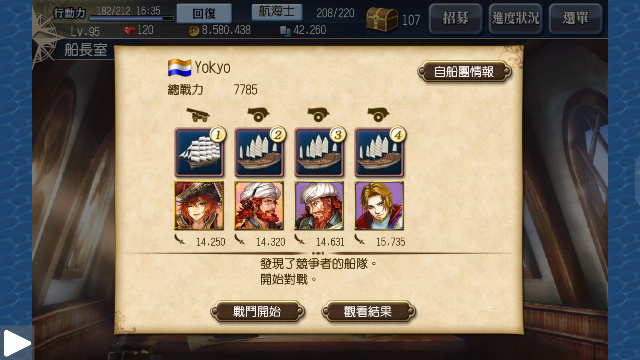 行動力 182/212 16:35 回復 航海士 208/220 107 招募 進度狀況 選單
Lv.95 120 8,580,438 42,260
船長室
Yokyo
自船團情報
總戰力 7785
1 2 3 4
14,250 14,320 14,631 15,735
發現了競爭者的船隊。
開始對戰。
戰鬥開始 觀看結果